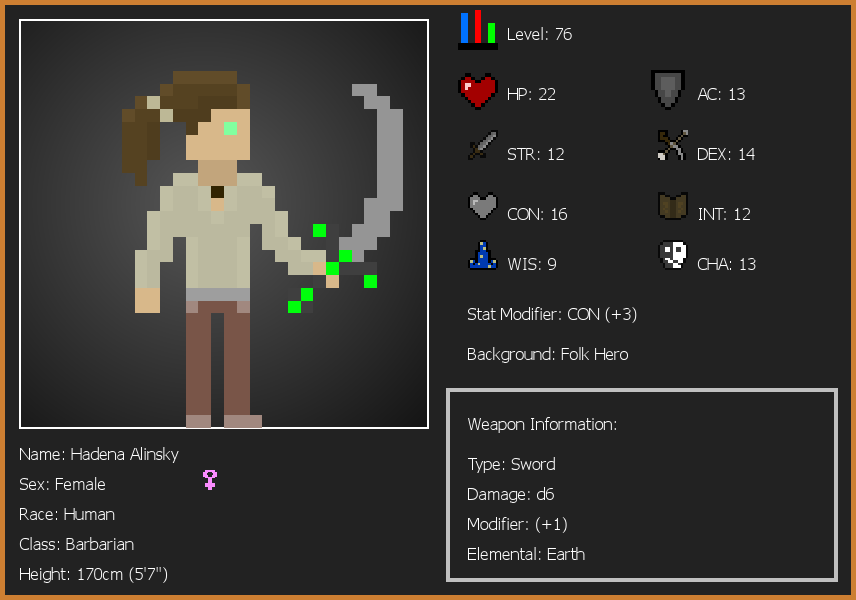 Level: 76
HP: 22
AC: 13
STR: 12
DEX: 14
CON: 16
INT: 12
WIS: 9
CHA: 13
Stat Modifier: CON (+3)
Background: Folk Hero
Weapon Information:
Type: Sword
Damage: d6
Modifier: (+1)
Elemental: Earth
Name: Hadena Alinsky
Sex: Female
Race: Human
Class: Barbarian
Height: 170cm (5'7")